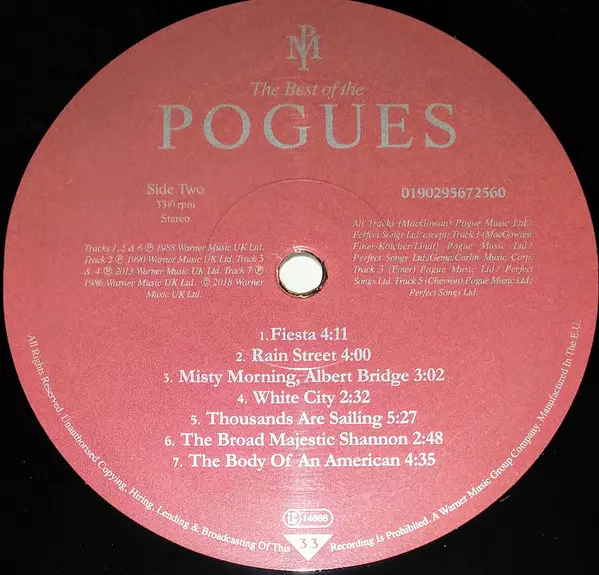 PM
The Best of the
POGUES
Side Two
33⅓ rpm
Stereo
0190295672560
Tracks 1, 5 & 6 ℗ 1988 Warner Music UK Ltd.
Track 2 ℗ 1990 Warner Music UK Ltd. Track 3
& 4 ℗ 2013 Warner Music UK Ltd. Track 7 ℗
1986 Warner Music UK Ltd. © 2018 Warner
Music UK Ltd.
All Tracks (MacGowan) Pogue Music Ltd./
Perfect Songs Ltd except: Track 1 (MacGowan/
Finer/Kotcher/Lindt) Pogue Music Ltd./
Perfect Songs Ltd./Gema/Carlin Music Corp.
Track 3 (Finer) Pogue Music Ltd./ Perfect
Songs Ltd. Track 5 (Chevron) Pogue Music Ltd./
Perfect Songs Ltd.
1. Fiesta 4:11
2. Rain Street 4:00
3. Misty Morning, Albert Bridge 3:02
4. White City 2:32
5. Thousands Are Sailing 5:27
6. The Broad Majestic Shannon 2:48
7. The Body Of An American 4:35
LC 14666
33
All Rights Reserved. Unauthorised Copying, Hiring, Lending & Broadcasting Of This Recording Is Prohibited. A Warner Music Group Company. Manufactured In The E.U.